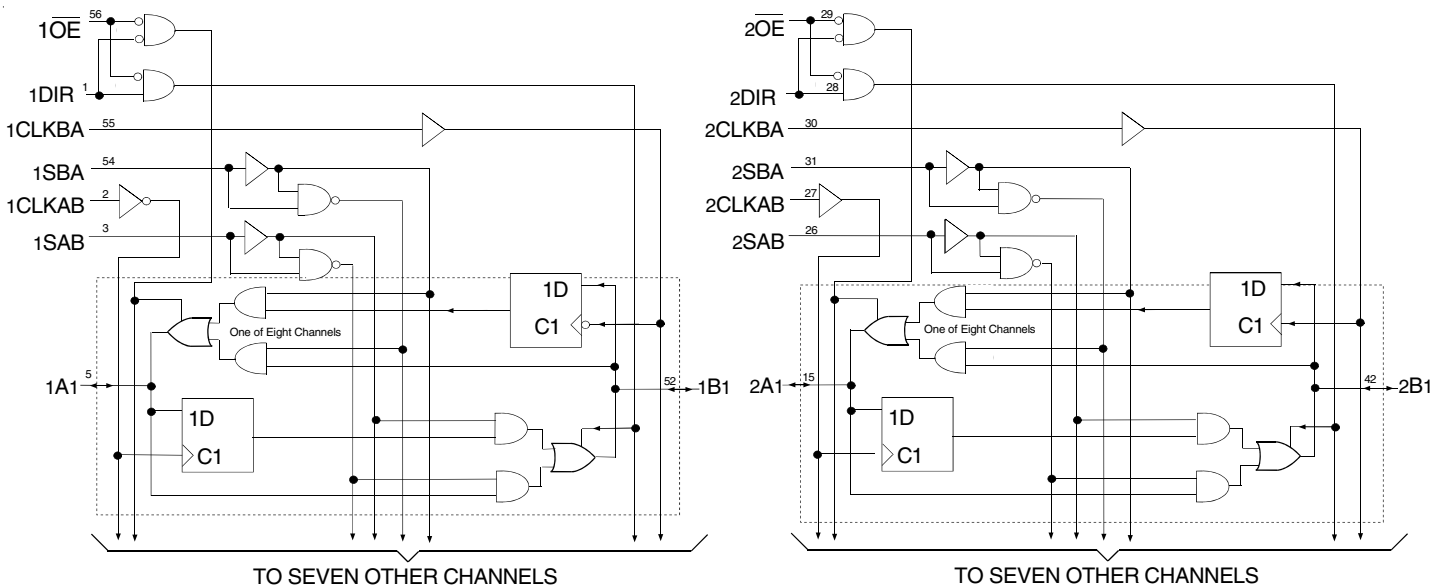 1OE 56
1DIR 1
1CLKBA 55
1SBA 54
1CLKAB 2
1SAB 3
1D
C1
One of Eight Channels
1A1 5
52 1B1
1D
C1
TO SEVEN OTHER CHANNELS
2OE 29
2DIR 28
2CLKBA 30
2SBA 31
2CLKAB 27
2SAB 26
1D
C1
One of Eight Channels
2A1 15
42 2B1
1D
C1
TO SEVEN OTHER CHANNELS